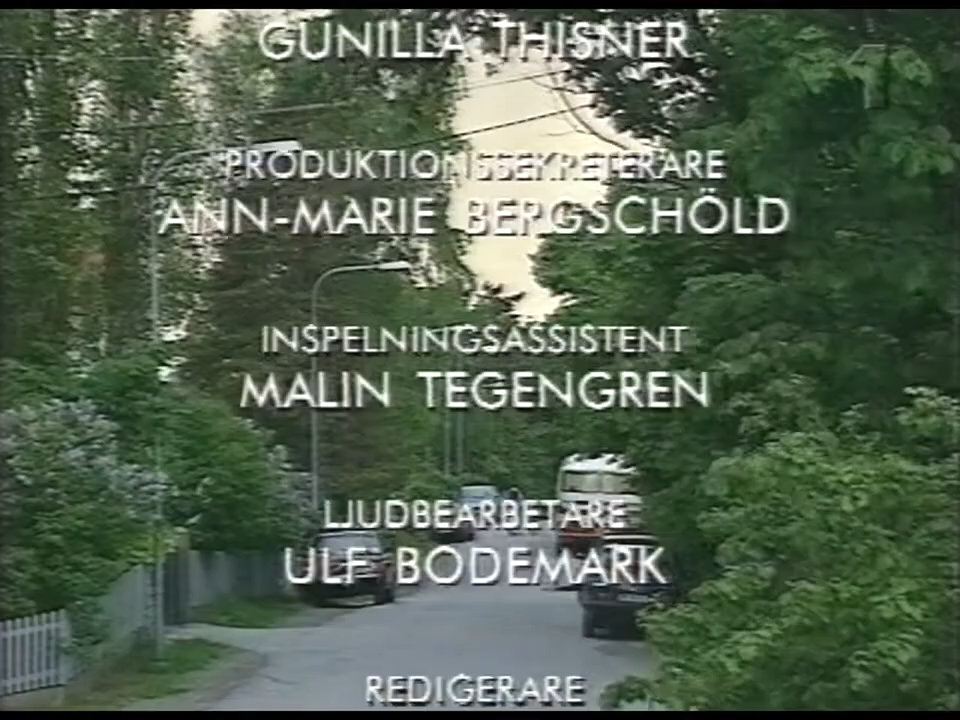 GUNILLA THISNER
PRODUKTIONSSEKRETERARE
ANN-MARIE BERGSCHÖLD
INSPELNINGSASSISTENT
MALIN TEGENGREN
LJUDBEARBETARE
ULF BODEMARK
REDIGERARE